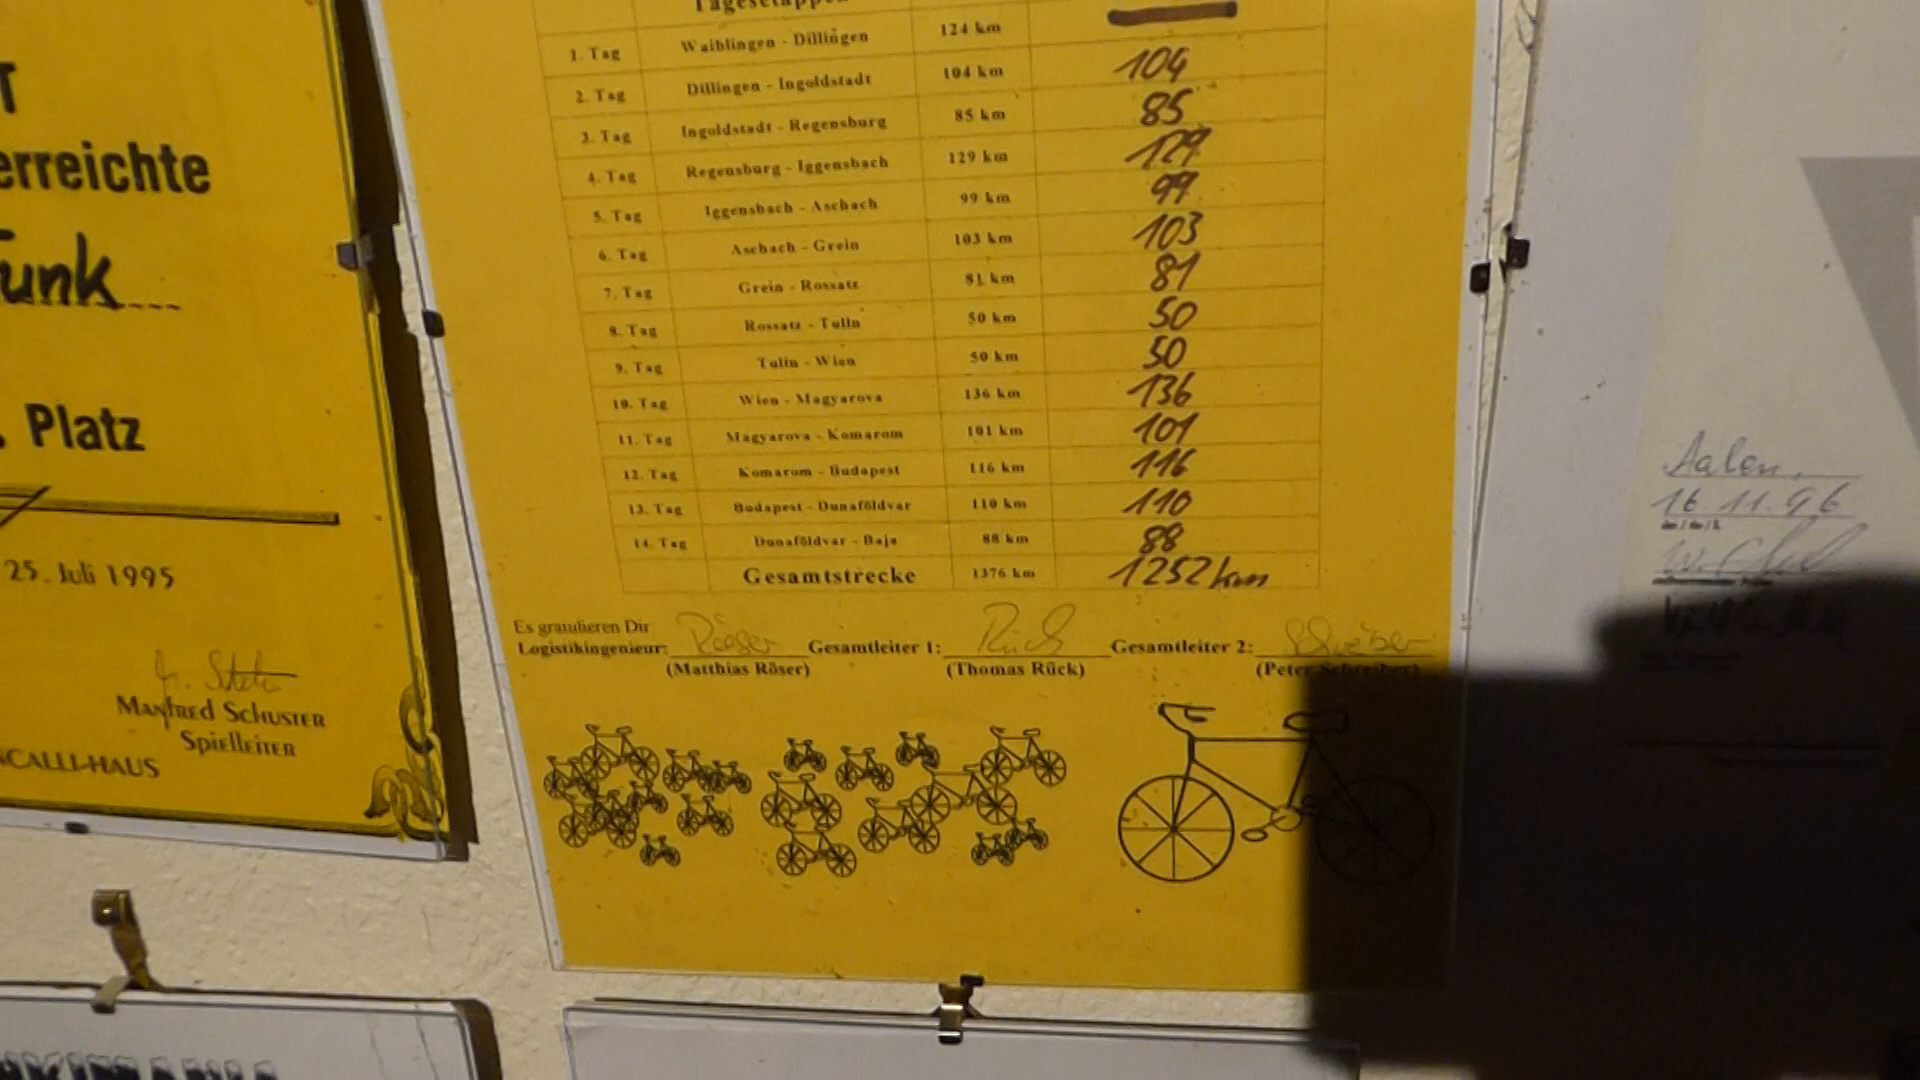 T
erreichte
Funk
. Platz
25. Juli 1995
Manfred Schuster
Spielleiter
NCALLI-HAUS
Tagesetappen
1. Tag Waiblingen - Dillingen 124 km
2. Tag Dillingen - Ingoldstadt 104 km 104
3. Tag Ingoldstadt - Regensburg 85 km 85
4. Tag Regensburg - Iggensbach 129 km 129
5. Tag Iggensbach - Aschach 99 km 99
6. Tag Aschach - Grein 103 km 103
7. Tag Grein - Rossatz 81 km 81
8. Tag Rossatz - Tulln 50 km 50
9. Tag Tulln - Wien 50 km 50
10. Tag Wien - Magyarova 136 km 136
11. Tag Magyarova - Komarom 101 km 101
12. Tag Komarom - Budapest 116 km 116
13. Tag Budapest - Dunaföldvar 110 km 110
14. Tag Dunaföldvar - Baja 88 km 88
Gesamtstrecke 1376 km 1252 km
Es gratulieren Dir
Logistikingenieur: Röser Gesamtleiter 1: Rück Gesamtleiter 2: Schreiber
(Matthias Röser) (Thomas Rück) (Peter Schreiber)
Aalen,
16.11.96